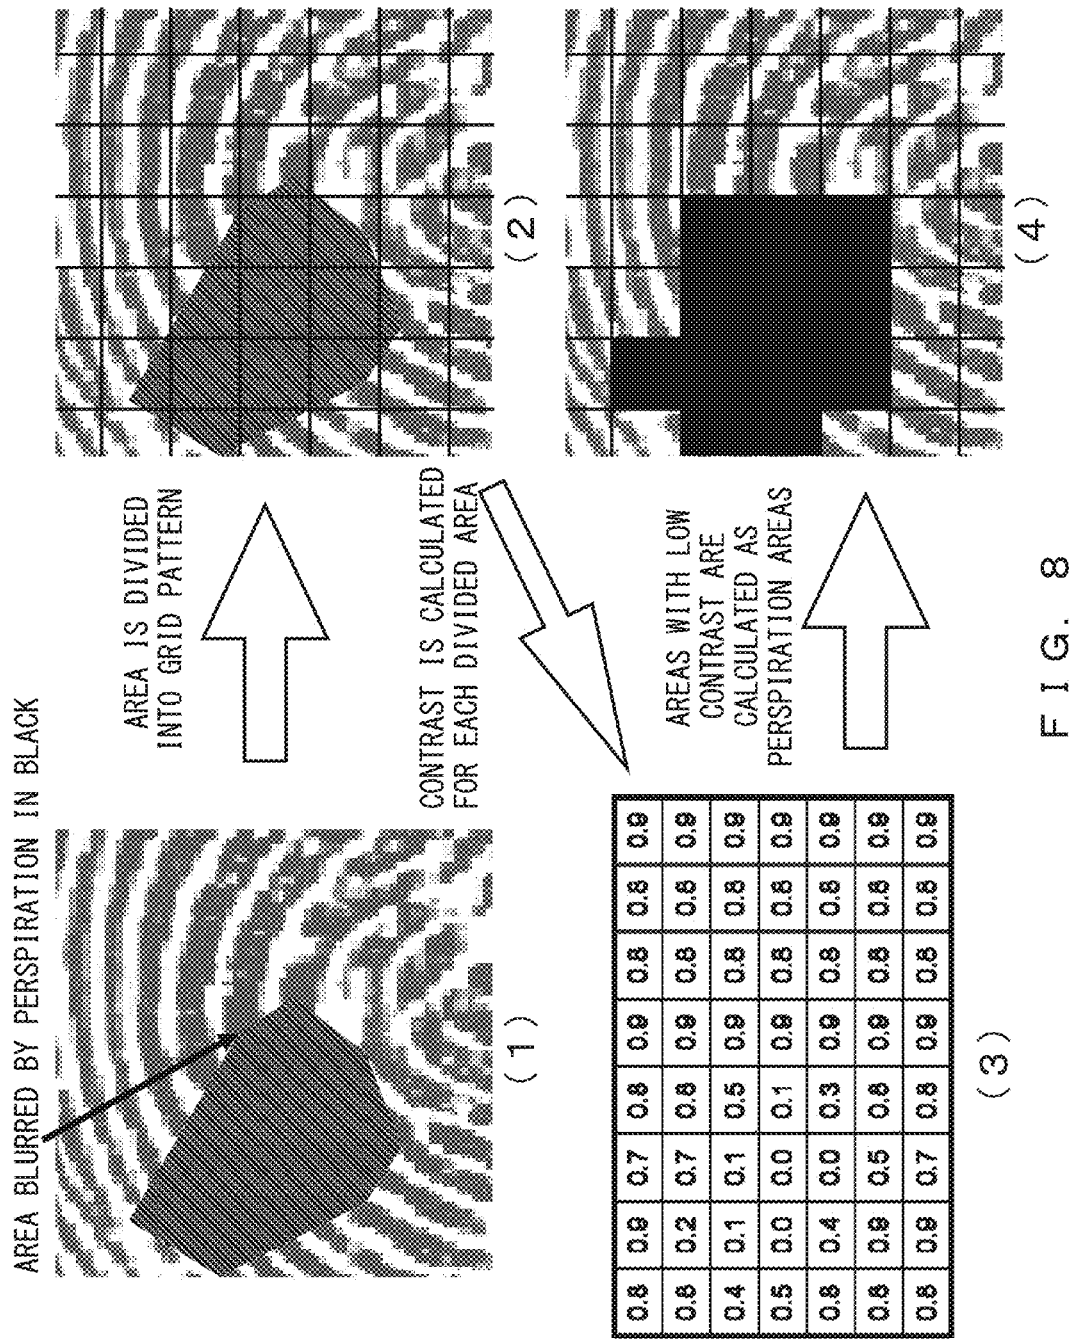 AREA BLURRED BY PERSPIRATION IN BLACK
(1)
AREA IS DIVIDED
INTO GRID PATTERN
(2)
CONTRAST IS CALCULATED
FOR EACH DIVIDED AREA
0.8 0.9 0.7 0.8 0.9 0.8 0.8 0.9
0.8 0.2 0.7 0.8 0.9 0.8 0.8 0.9
0.4 0.1 0.1 0.5 0.9 0.8 0.8 0.9
0.5 0.0 0.0 0.1 0.9 0.8 0.8 0.9
0.8 0.4 0.0 0.3 0.9 0.8 0.8 0.9
0.8 0.9 0.5 0.8 0.9 0.8 0.8 0.9
0.8 0.9 0.7 0.8 0.9 0.8 0.8 0.9
(3)
AREAS WITH LOW
CONTRAST ARE
CALCULATED AS
PERSPIRATION AREAS
(4)
FIG. 8